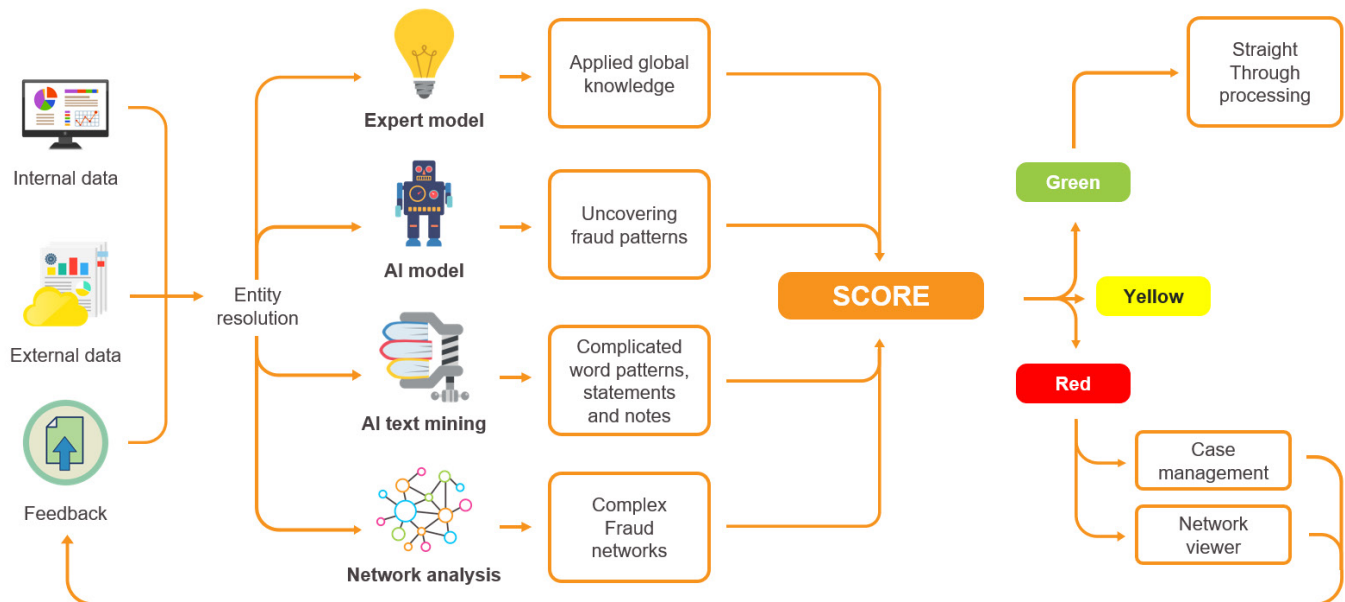 Internal data
External data
Feedback
Entity
resolution
Expert model
AI model
AI text mining
Network analysis
Applied global
knowledge
Uncovering
fraud patterns
Complicated
word patterns,
statements
and notes
Complex
Fraud
networks
SCORE
Green
Yellow
Red
Straight
Through
processing
Case
management
Network
viewer